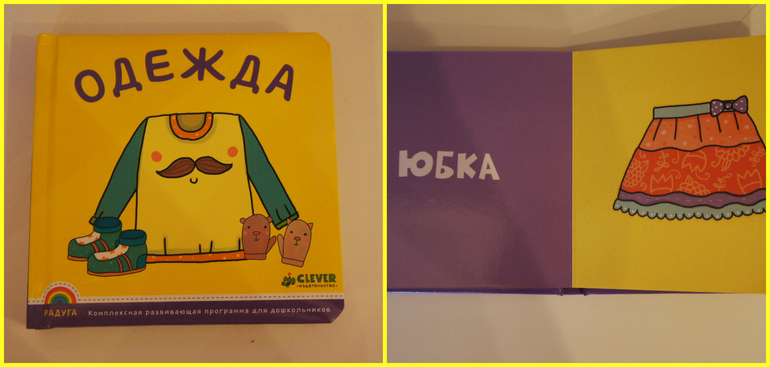 ОДЕЖДА
CLEVER
ИЗДАТЕЛЬСТВО
РАДУГА Комплексная развивающая программа для дошкольников
ЮБКА